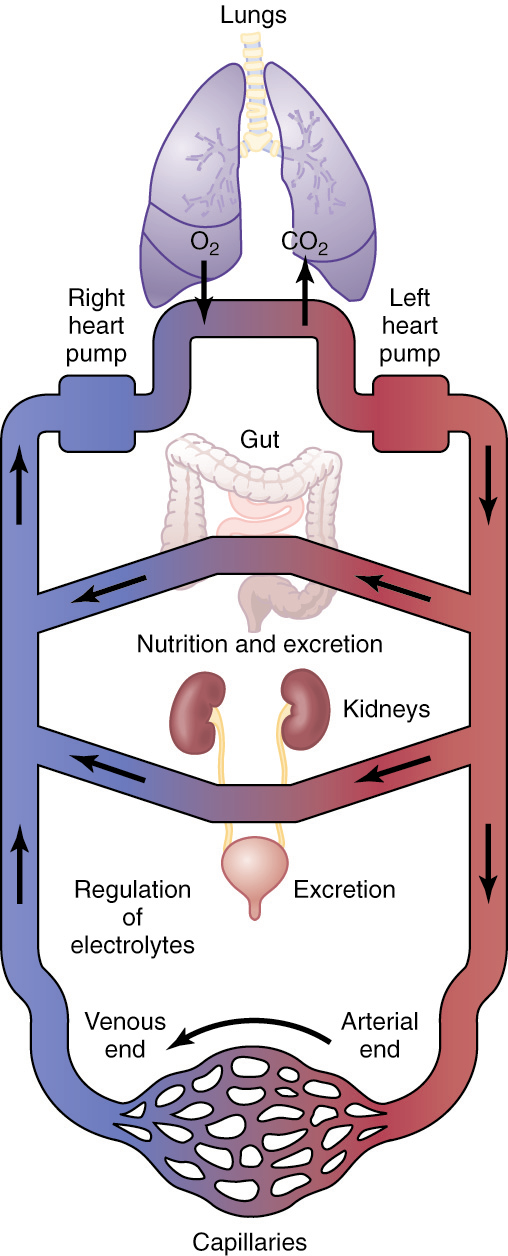 Lungs
O2
CO2
Right
heart
pump
Left
heart
pump
Gut
Nutrition and excretion
Kidneys
Regulation
of
electrolytes
Excretion
Venous
end
Arterial
end
Capillaries